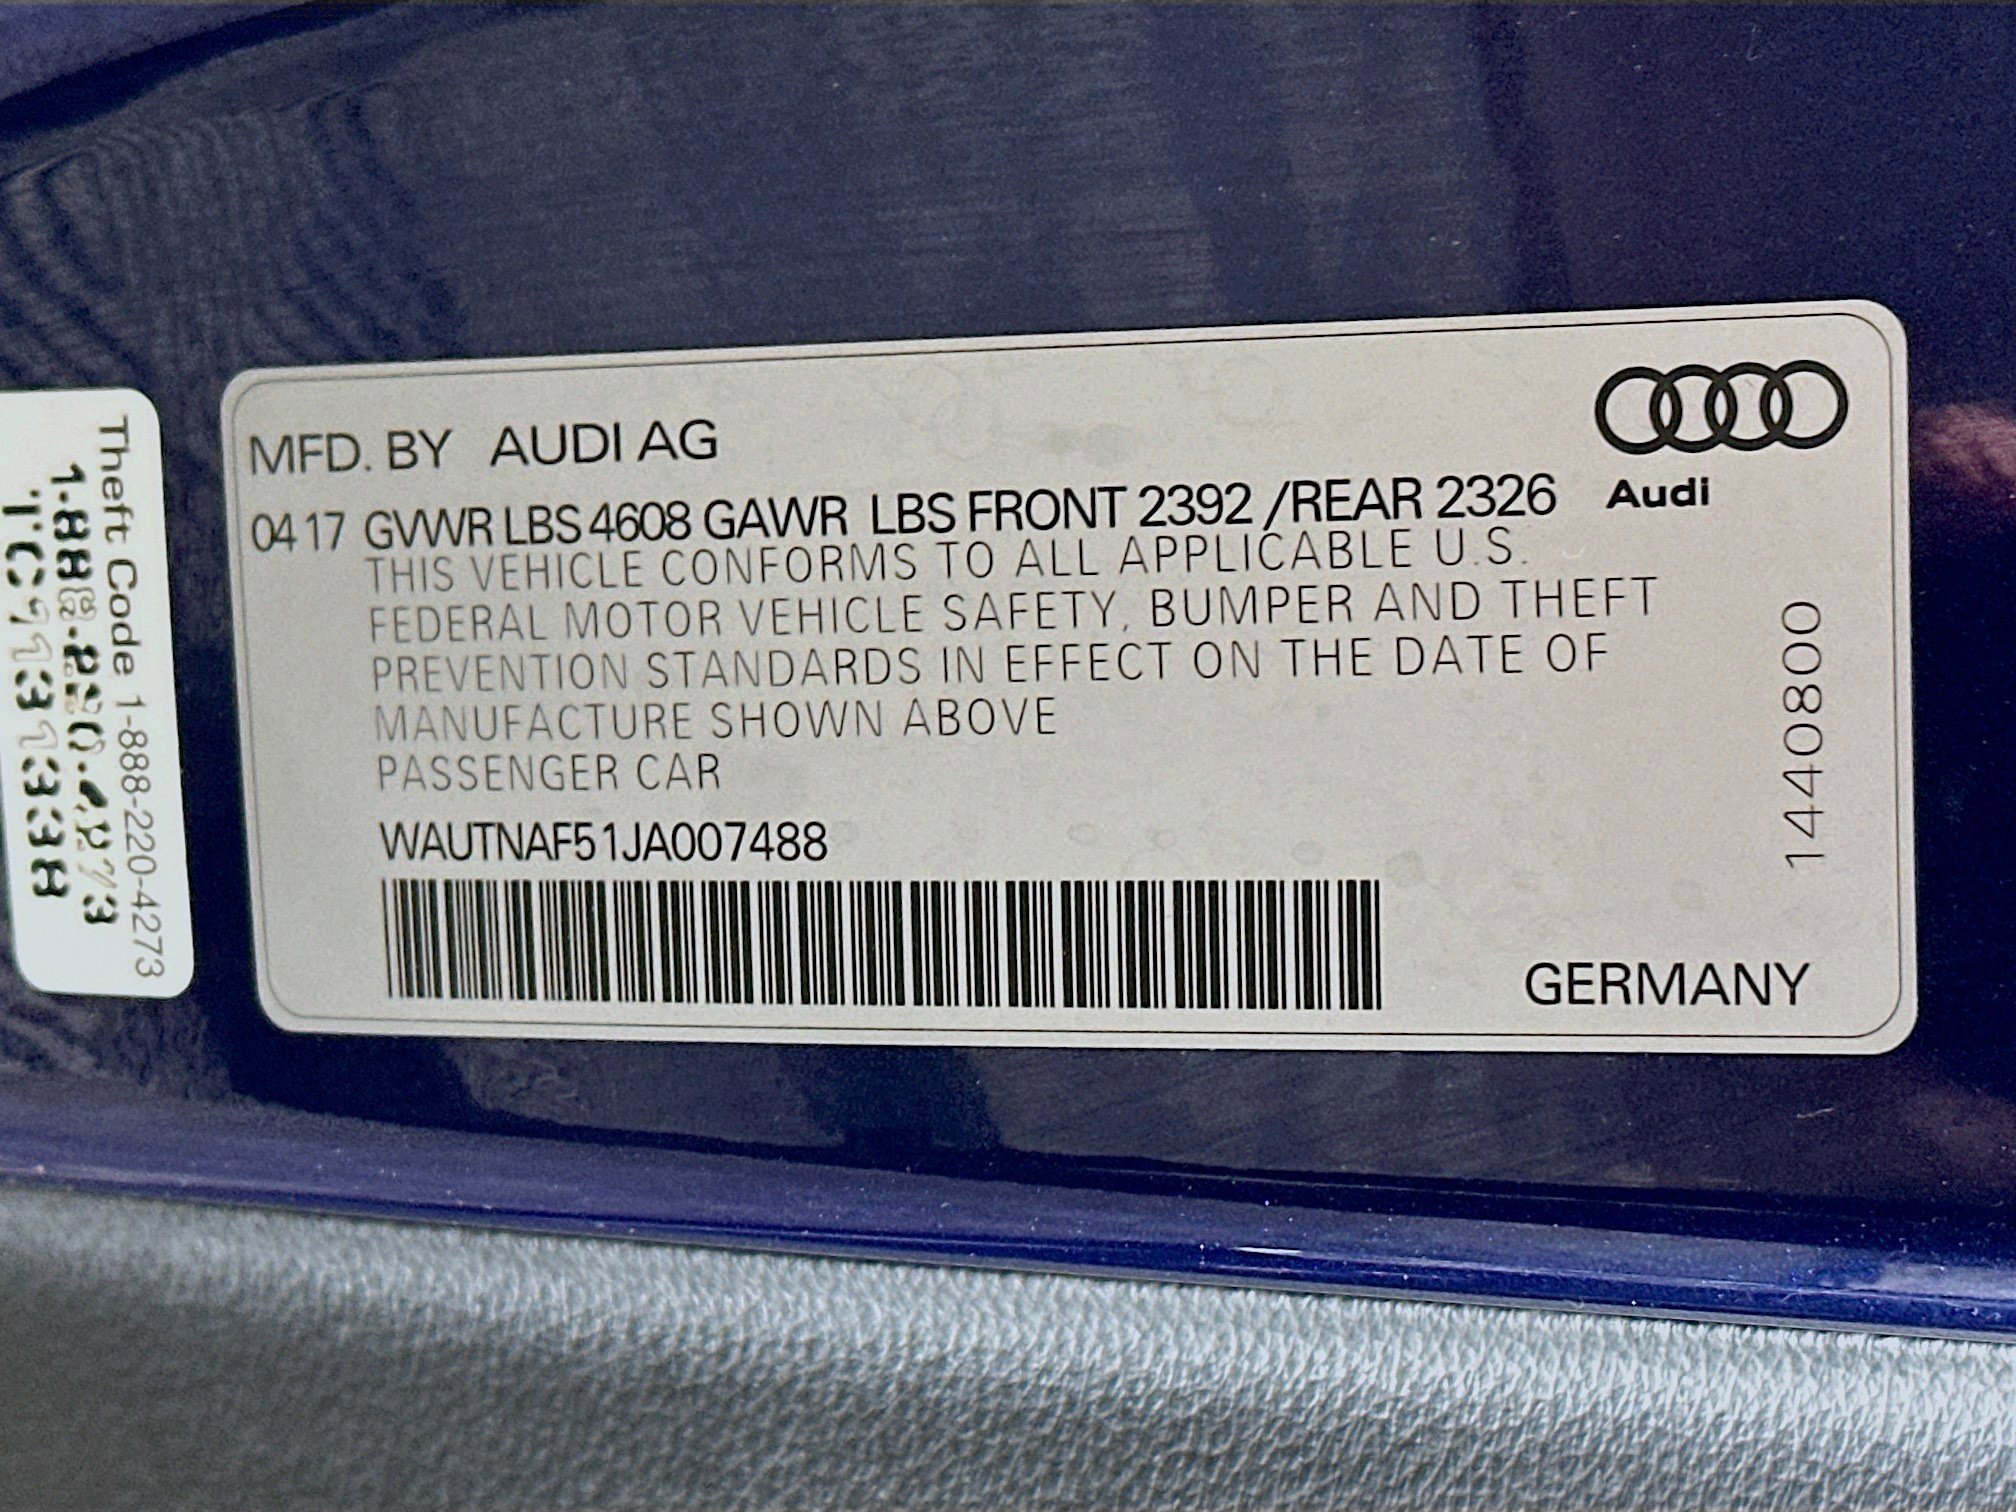 MFD. BY AUDI AG
04 17 GVWR LBS 4608 GAWR LBS FRONT 2392 /REAR 2326
Audi
THIS VEHICLE CONFORMS TO ALL APPLICABLE U.S.
FEDERAL MOTOR VEHICLE SAFETY, BUMPER AND THEFT
PREVENTION STANDARDS IN EFFECT ON THE DATE OF
MANUFACTURE SHOWN ABOVE
PASSENGER CAR
WAUTNAF51JA007488
1440800
GERMANY
Theft Code 1-888-220-4273